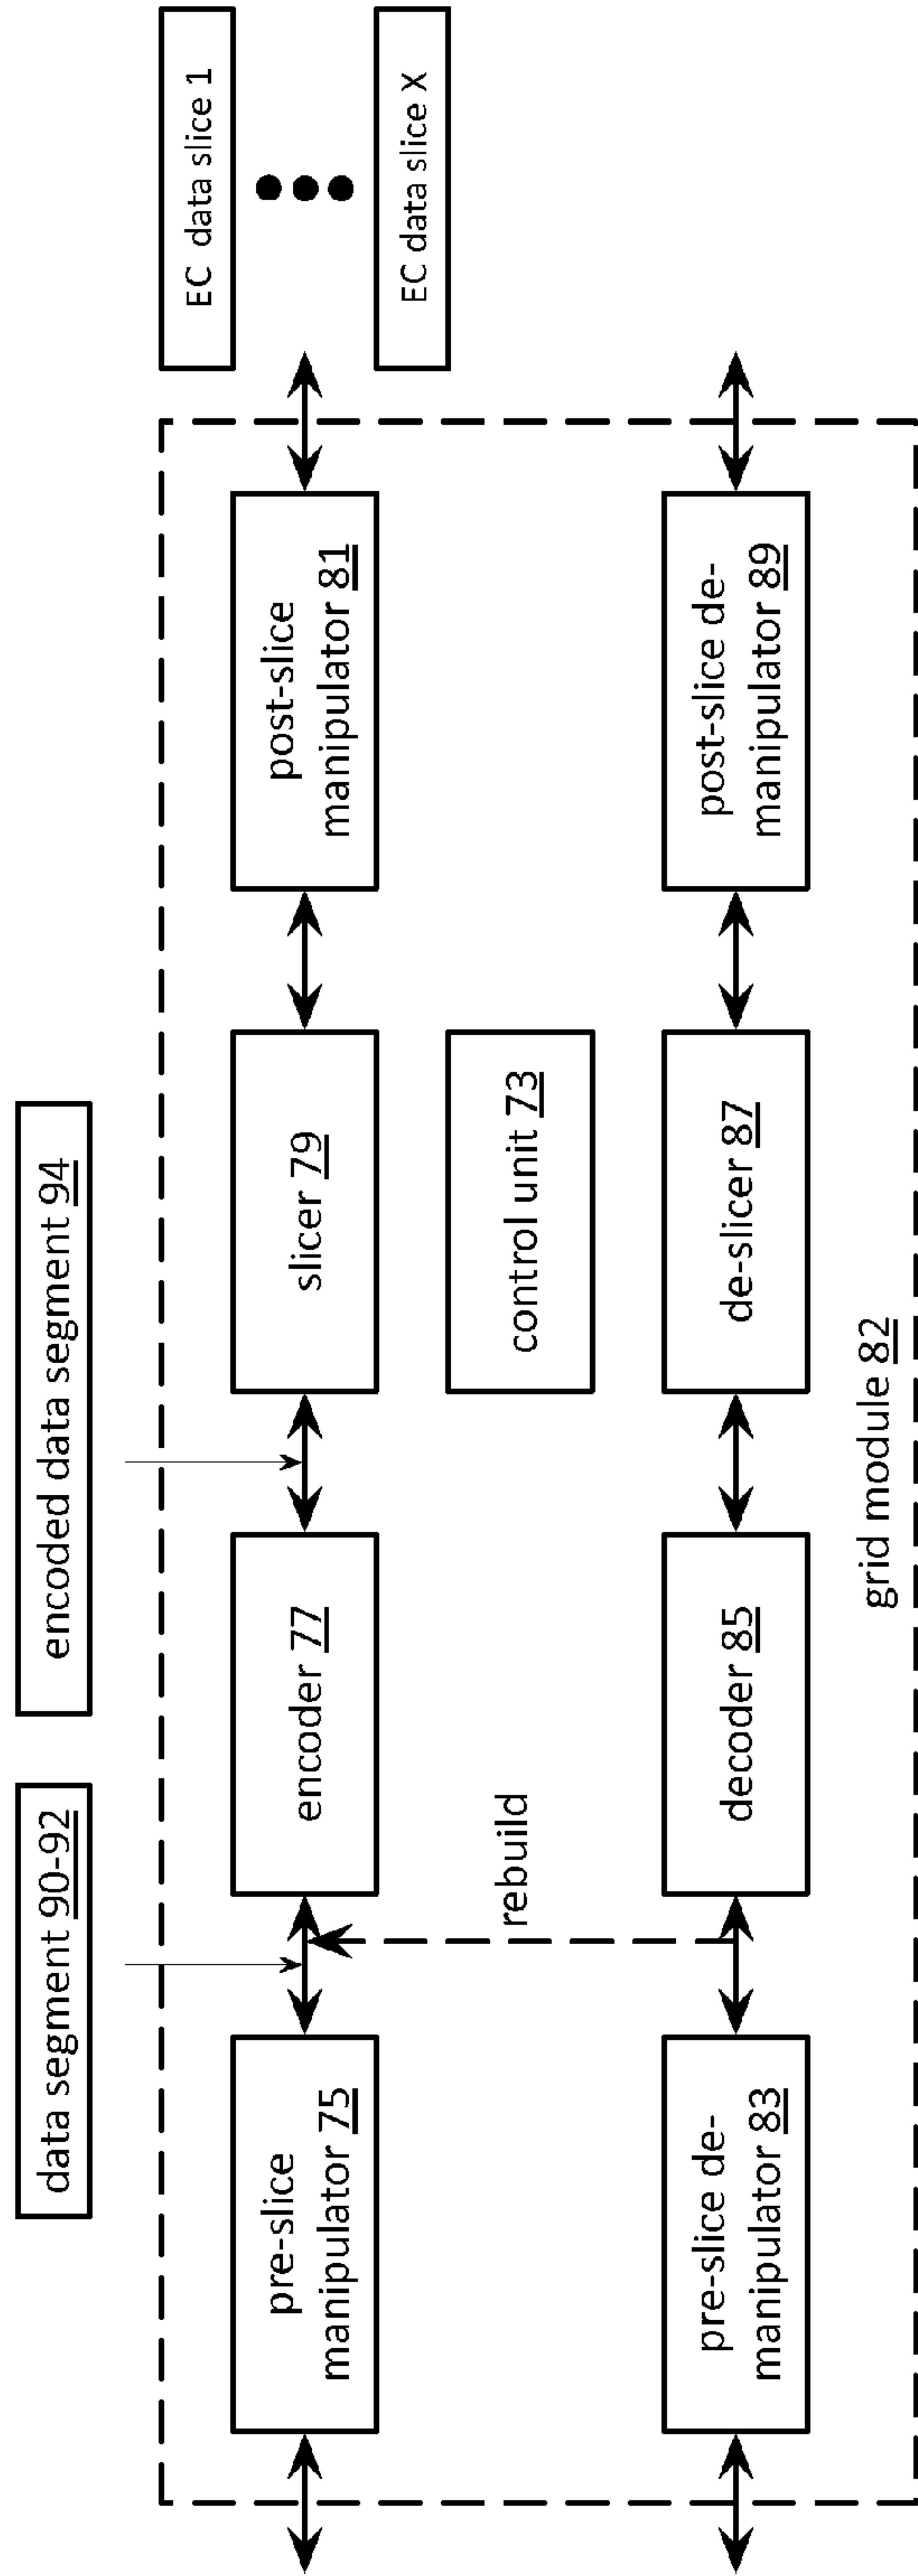 data segment 90-92
encoded data segment 94
EC data slice 1
EC data slice X
pre-slice
manipulator 75
encoder 77
slicer 79
post-slice
manipulator 81
rebuild
control unit 73
pre-slice de-
manipulator 83
decoder 85
de-slicer 87
post-slice de-
manipulator 89
grid module 82